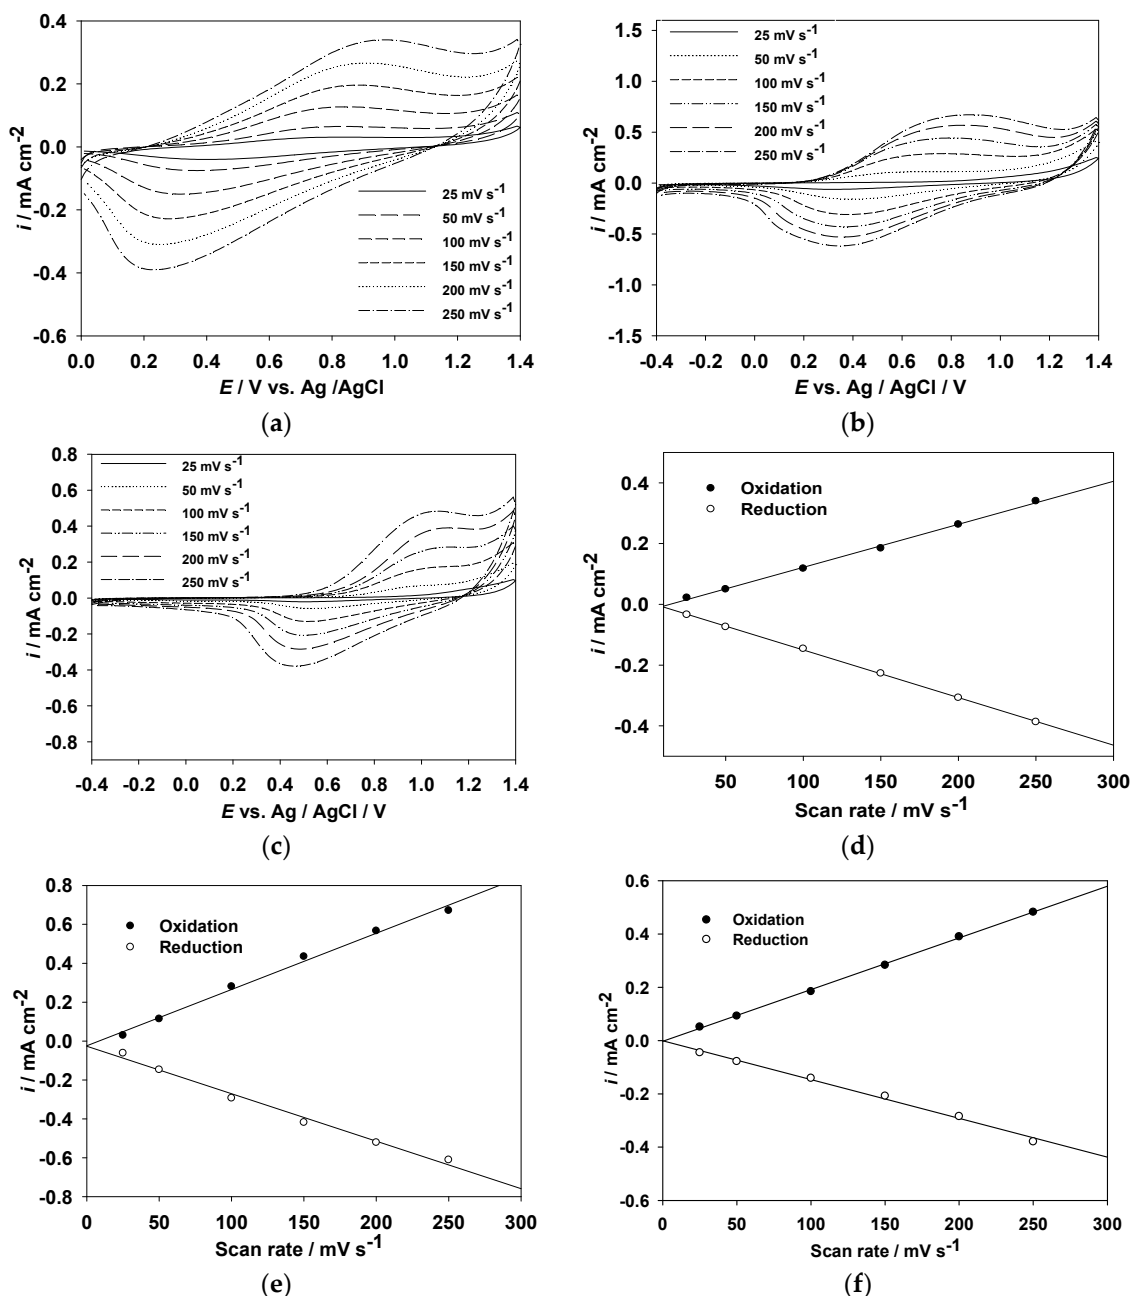 0.4
0.2
0.0
-0.2
-0.4
-0.6
i / mA cm-2
25 mV s-1
50 mV s-1
100 mV s-1
150 mV s-1
200 mV s-1
250 mV s-1
0.0 0.2 0.4 0.6 0.8 1.0 1.2 1.4
E / V vs. Ag /AgCl
(a)
1.5
1.0
0.5
0.0
-0.5
-1.0
-1.5
i / mA cm-2
25 mV s-1
50 mV s-1
100 mV s-1
150 mV s-1
200 mV s-1
250 mV s-1
-0.4 -0.2 0.0 0.2 0.4 0.6 0.8 1.0 1.2 1.4
E vs. Ag / AgCl / V
(b)
0.8
0.6
0.4
0.2
0.0
-0.2
-0.4
-0.6
-0.8
i / mA cm-2
25 mV s-1
50 mV s-1
100 mV s-1
150 mV s-1
200 mV s-1
250 mV s-1
-0.4 -0.2 0.0 0.2 0.4 0.6 0.8 1.0 1.2 1.4
E vs. Ag / AgCl / V
(c)
0.4
0.2
0.0
-0.2
-0.4
i / mA cm-2
Oxidation
Reduction
50 100 150 200 250 300
Scan rate / mV s-1
(d)
0.8
0.6
0.4
0.2
0.0
-0.2
-0.4
-0.6
-0.8
i / mA cm-2
Oxidation
Reduction
0 50 100 150 200 250 300
Scan rate / mV s-1
(e)
0.6
0.4
0.2
0.0
-0.2
-0.4
-0.6
i / mA cm-2
Oxidation
Reduction
0 50 100 150 200 250 300
Scan rate / mV s-1
(f)